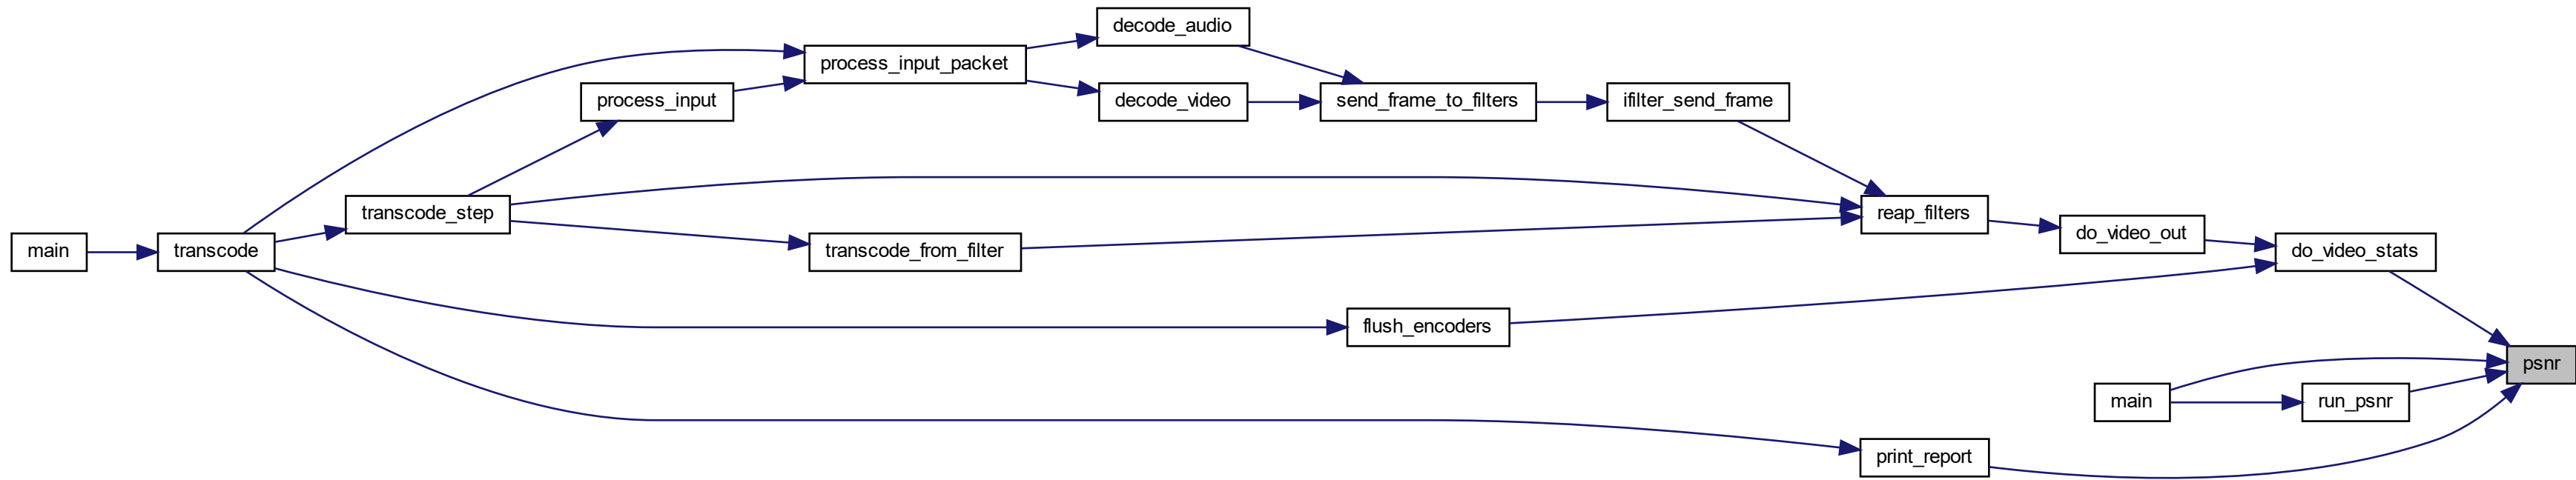 decode_audio
process_input_packet
process_input
decode_video
send_frame_to_filters
ifilter_send_frame
transcode_step
reap_filters
main
transcode
transcode_from_filter
do_video_out
do_video_stats
flush_encoders
psnr
main
run_psnr
print_report